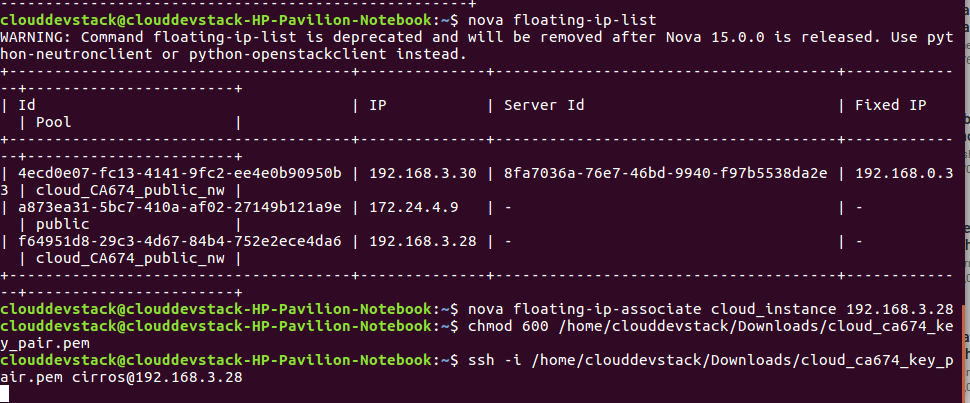 ----------------------------------------------------+
clouddevstack@clouddevstack-HP-Pavilion-Notebook:~$ nova floating-ip-list
WARNING: Command floating-ip-list is deprecated and will be removed after Nova 15.0.0 is released. Use pyt
hon-neutronclient or python-openstackclient instead.
+--------------------------------------+--------------+--------------------------------------+------------
--+-----------------------+
| Id                                   | IP           | Server Id                            | Fixed IP
  | Pool                  |
+--------------------------------------+--------------+--------------------------------------+------------
--+-----------------------+
| 4ecd0e07-fc13-4141-9fc2-ee4e0b90950b | 192.168.3.30 | 8fa7036a-76e7-46bd-9940-f97b5538da2e | 192.168.0.3
3 | cloud_CA674_public_nw |
| a873ea31-5bc7-410a-af02-27149b121a9e | 172.24.4.9   | -                                    | -
  | public                |
| f64951d8-29c3-4d67-84b4-752e2ece4da6 | 192.168.3.28 | -                                    | -
  | cloud_CA674_public_nw |
+--------------------------------------+--------------+--------------------------------------+------------
--+-----------------------+
clouddevstack@clouddevstack-HP-Pavilion-Notebook:~$ nova floating-ip-associate cloud_instance 192.168.3.28
clouddevstack@clouddevstack-HP-Pavilion-Notebook:~$ chmod 600 /home/clouddevstack/Downloads/cloud_ca674_ke
y_pair.pem
clouddevstack@clouddevstack-HP-Pavilion-Notebook:~$ ssh -i /home/clouddevstack/Downloads/cloud_ca674_key_p
air.pem cirros@192.168.3.28